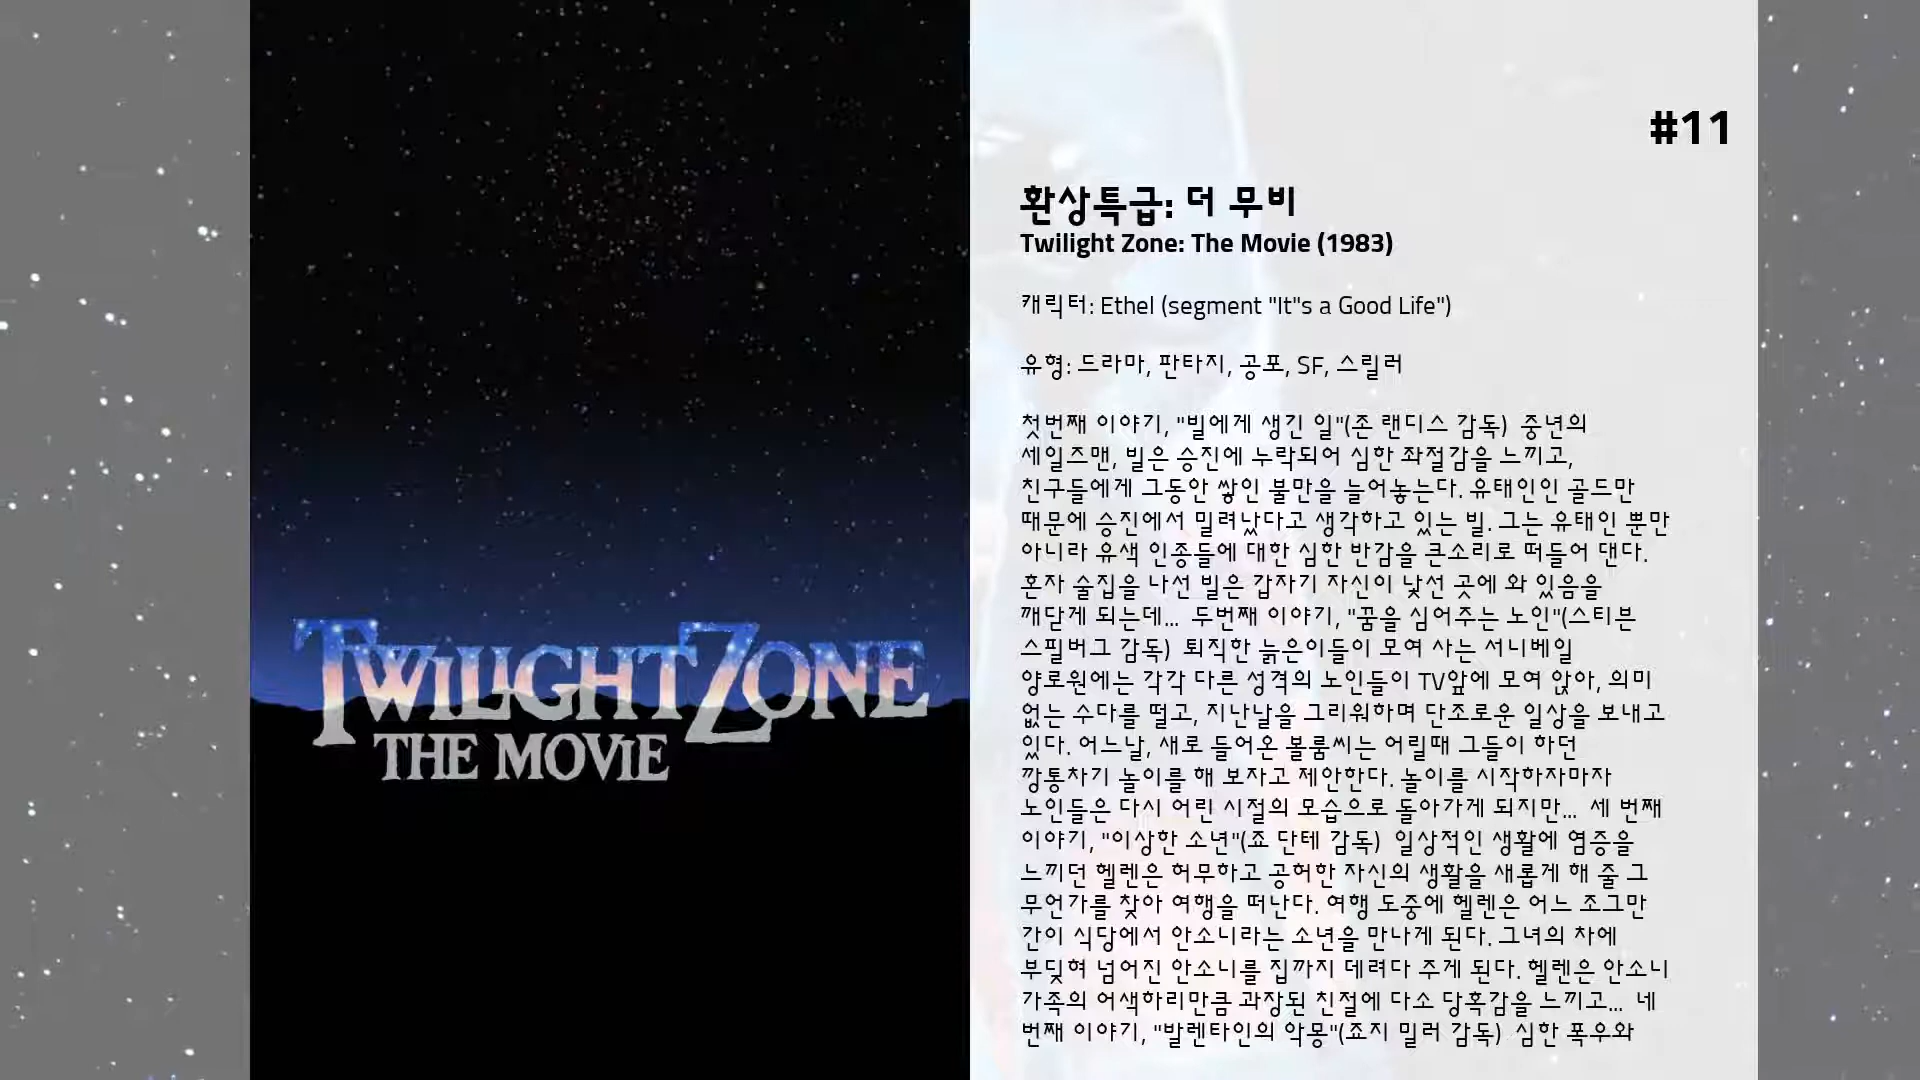 TWILIGHT ZONE
THE MOVIE
#11
환상특급: 더 무비
Twilight Zone: The Movie (1983)
캐릭터: Ethel (segment "It"s a Good Life")
유형: 드라마, 판타지, 공포, SF, 스릴러
첫번째 이야기, "빌에게 생긴 일"(존 랜디스 감독) 중년의
세일즈맨, 빌은 승진에 누락되어 심한 좌절감을 느끼고,
친구들에게 그동안 쌓인 불만을 늘어놓는다. 유태인인 골드만
때문에 승진에서 밀려났다고 생각하고 있는 빌. 그는 유태인 뿐만
아니라 유색 인종들에 대한 심한 반감을 큰소리로 떠들어 댄다.
혼자 술집을 나선 빌은 갑자기 자신이 낯선 곳에 와 있음을
깨닫게 되는데... 두번째 이야기, "꿈을 심어주는 노인"(스티븐
스필버그 감독) 퇴직한 늙은이들이 모여 사는 서니베일
양로원에는 각각 다른 성격의 노인들이 TV앞에 모여 앉아, 의미
없는 수다를 떨고, 지난날을 그리워하며 단조로운 일상을 보내고
있다. 어느날, 새로 들어온 볼룸씨는 어릴때 그들이 하던
깡통차기 놀이를 해 보자고 제안한다. 놀이를 시작하자마자
노인들은 다시 어린 시절의 모습으로 돌아가게 되지만... 세 번째
이야기, "이상한 소년"(죠 단테 감독) 일상적인 생활에 염증을
느끼던 헬렌은 허무하고 공허한 자신의 생활을 새롭게 해 줄 그
무언가를 찾아 여행을 떠난다. 여행 도중에 헬렌은 어느 조그만
간이 식당에서 안소니라는 소년을 만나게 된다. 그녀의 차에
부딪혀 넘어진 안소니를 집까지 데려다 주게 된다. 헬렌은 안소니
가족의 어색하리만큼 과장된 친절에 다소 당혹감을 느끼고... 네
번째 이야기, "발렌타인의 악몽"(죠지 밀러 감독) 심한 폭우와